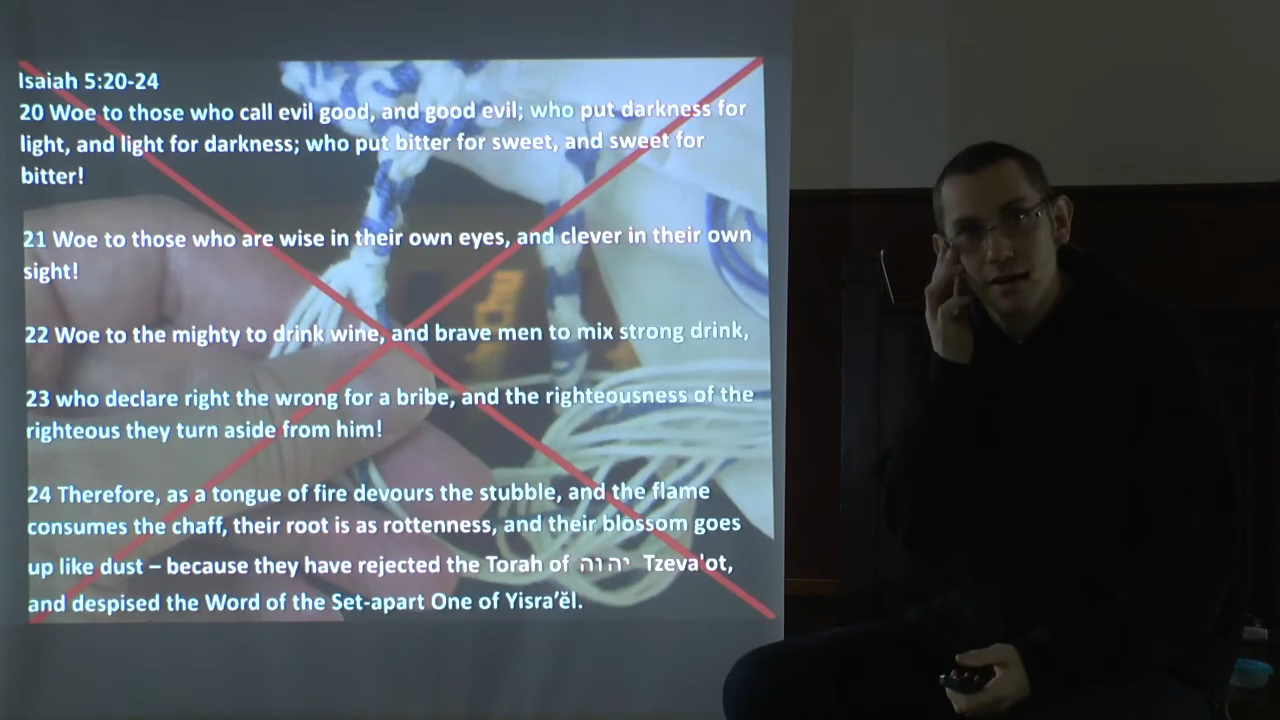 Isaiah 5:20-24
20 Woe to those who call evil good, and good evil; who put darkness for
light, and light for darkness; who put bitter for sweet, and sweet for
bitter!
21 Woe to those who are wise in their own eyes, and clever in their own
sight!
22 Woe to the mighty to drink wine, and brave men to mix strong drink,
23 who declare right the wrong for a bribe, and the righteousness of the
righteous they turn aside from him!
24 Therefore, as a tongue of fire devours the stubble, and the flame
consumes the chaff, their root is as rottenness, and their blossom goes
up like dust – because they have rejected the Torah of יהוה Tzeva'ot,
and despised the Word of the Set-apart One of Yisra’ĕl.